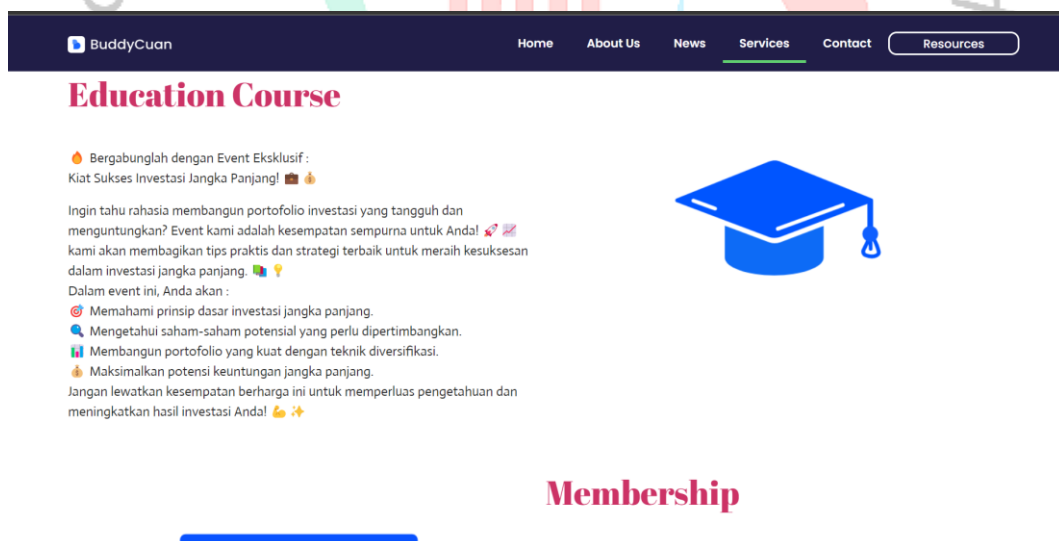 BuddyCuan Home About Us News Services Contact Resources
Education Course
🔥 Bergabunglah dengan Event Eksklusif :
Kiat Sukses Investasi Jangka Panjang! 💼 💰
Ingin tahu rahasia membangun portofolio investasi yang tangguh dan
menguntungkan? Event kami adalah kesempatan sempurna untuk Anda! 🚀 📈
kami akan membagikan tips praktis dan strategi terbaik untuk meraih kesuksesan
dalam investasi jangka panjang. 📚 💡
Dalam event ini, Anda akan :
🎯 Memahami prinsip dasar investasi jangka panjang.
🔍 Mengetahui saham-saham potensial yang perlu dipertimbangkan.
📊 Membangun portofolio yang kuat dengan teknik diversifikasi.
💰 Maksimalkan potensi keuntungan jangka panjang.
Jangan lewatkan kesempatan berharga ini untuk memperluas pengetahuan dan
meningkatkan hasil investasi Anda! 💪 ✨
Membership